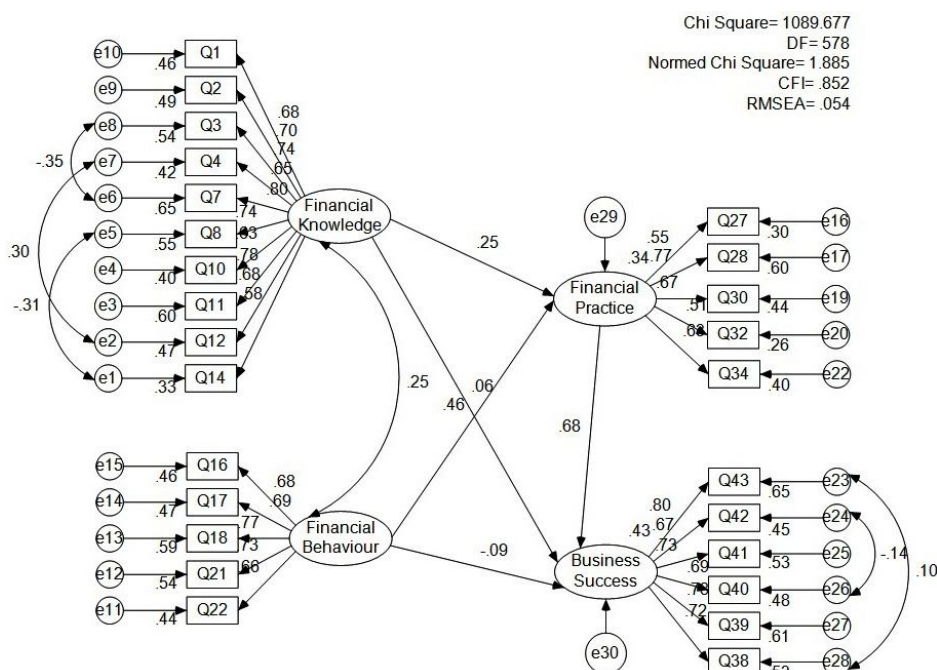 Chi Square= 1089.677
DF= 578
Normed Chi Square= 1.885
CFI= .852
RMSEA= .054
e10 .46 Q1 .68
e9 .49 Q2 .70
e8 .54 Q3 .74
e7 .42 Q4 .65
-.35
e6 .65 Q7 .80
e5 .55 Q8 .74
.63
.30
e4 .40 Q10 .78
-.31
e3 .60 Q11 .68
e2 .47 Q12 .58
e1 .33 Q14
Financial
Knowledge
.25
.25
.46
.06
.68
-.09
e29
.34
Financial
Practice
.55 Q27 .30 e16
.77 Q28 .60 e17
.67 Q30 .44 e19
.51 Q32 .26 e20
Q34 .40 e22
e15 .46 Q16 .68
e14 .47 Q17 .69
e13 .59 Q18 .77
e12 .54 Q21 .73
e11 .44 Q22 .66
Financial
Behaviour
.43
Business
Success
e30
.80 Q43 .65 e23
.67 Q42 .45 e24
.73 Q41 .53 e25
-.14
.10
.69 Q40 .48 e26
Q39 .61 e27
.72 Q38 e28